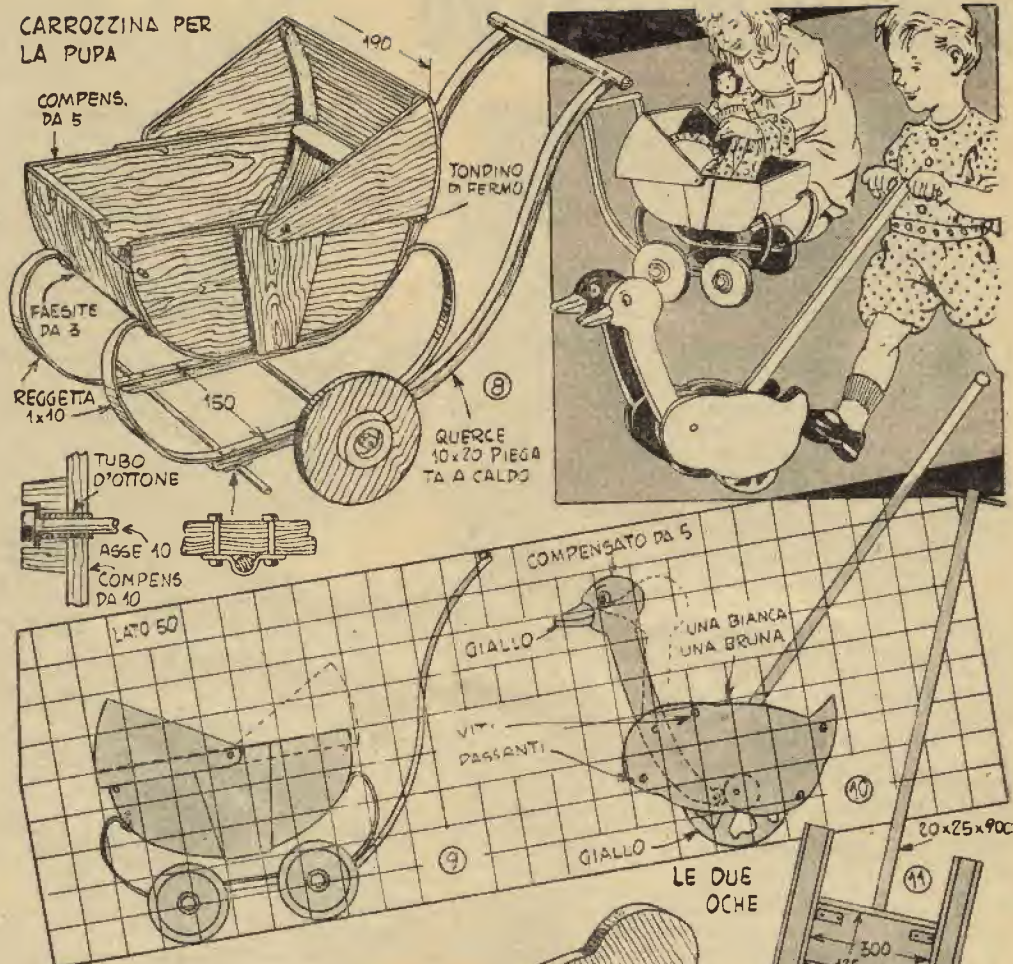 CARROZZINA PER
LA PUPA
COMPENS.
DA 5
190
TONDINO
DI FERMO
FAESITE
DA 3
REGGETTA
1x10
150
8
QUERCE
10x20 PIEGA
TA A CALDO
TUBO
D'OTTONE
ASSE 10
COMPENS
DA 10
LATO 50
9
COMPENSATO DA 5
GIALLO
UNA BIANCA
UNA BRUNA
VITI
PASSANTI
10
GIALLO
LE DUE
OCHE
11
300